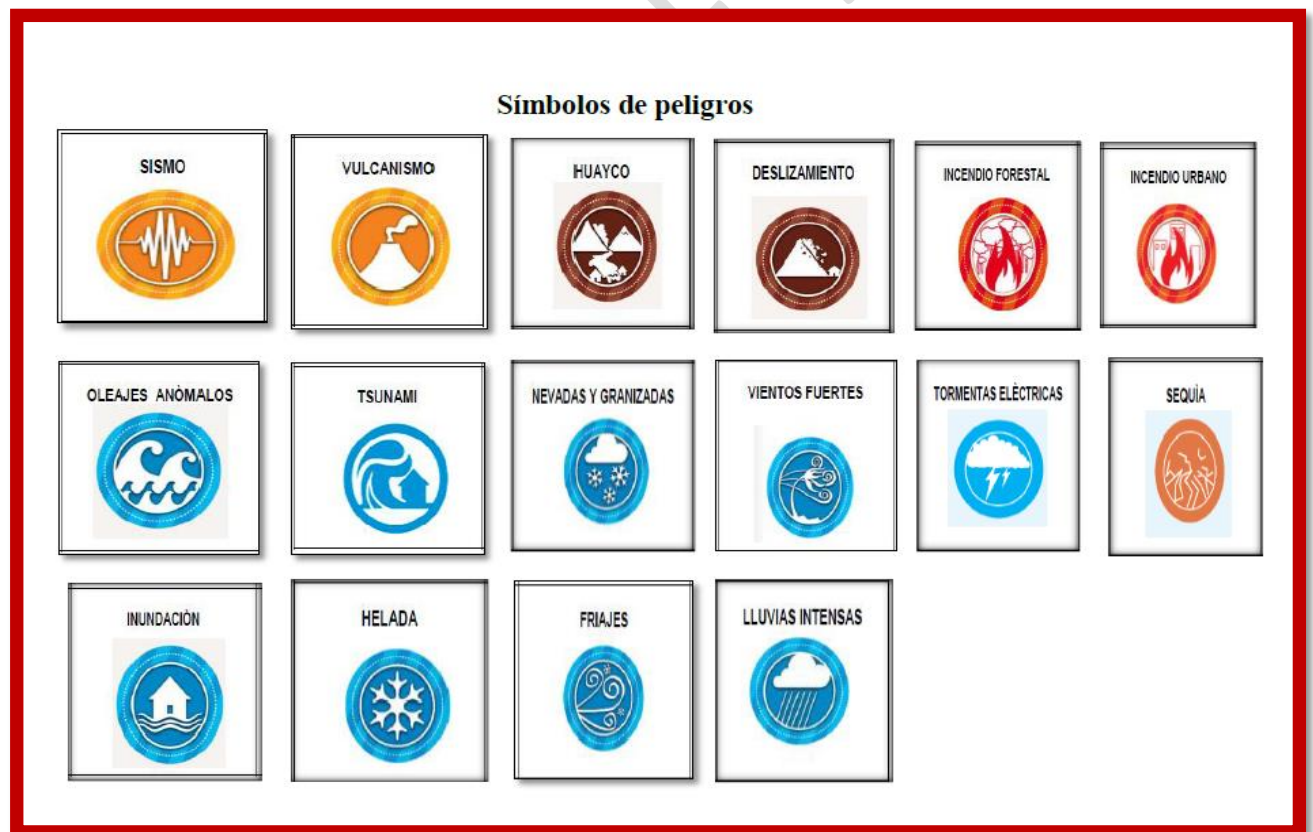 Símbolos de peligros
SISMO
VULCANISMO
HUAYCO
DESLIZAMIENTO
INCENDIO FORESTAL
INCENDIO URBANO
OLEAJES ANÒMALOS
TSUNAMI
NEVADAS Y GRANIZADAS
VIENTOS FUERTES
TORMENTAS ELÈCTRICAS
SEQUÌA
INUNDACIÒN
HELADA
FRIAJES
LLUVIAS INTENSAS